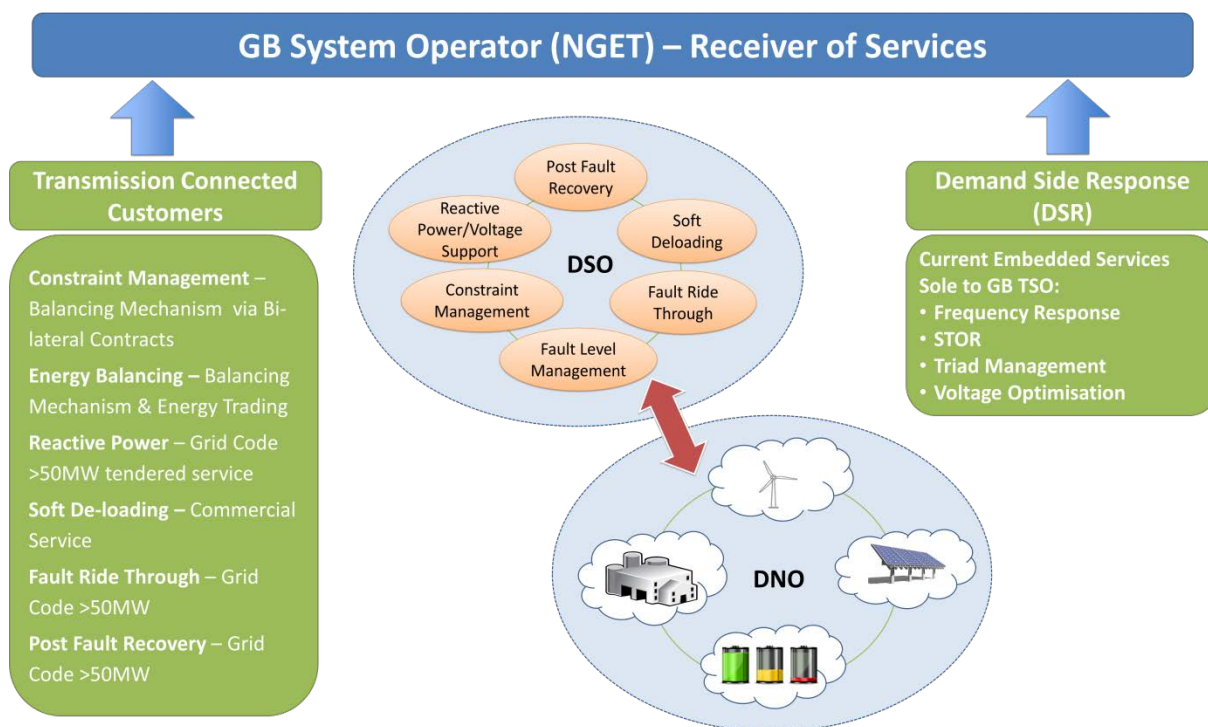 GB System Operator (NGET) – Receiver of Services
Transmission Connected
Customers
Constraint Management –
Balancing Mechanism via Bi-
lateral Contracts
Energy Balancing – Balancing
Mechanism & Energy Trading
Reactive Power – Grid Code
>50MW tendered service
Soft De-loading – Commercial
Service
Fault Ride Through – Grid
Code >50MW
Post Fault Recovery – Grid
Code >50MW
Post Fault
Recovery
Reactive
Power/Voltage
Support
Soft
Deloading
DSO
Constraint
Management
Fault Ride
Through
Fault Level
Management
DNO
Demand Side Response
(DSR)
Current Embedded Services
Sole to GB TSO:
• Frequency Response
• STOR
• Triad Management
• Voltage Optimisation